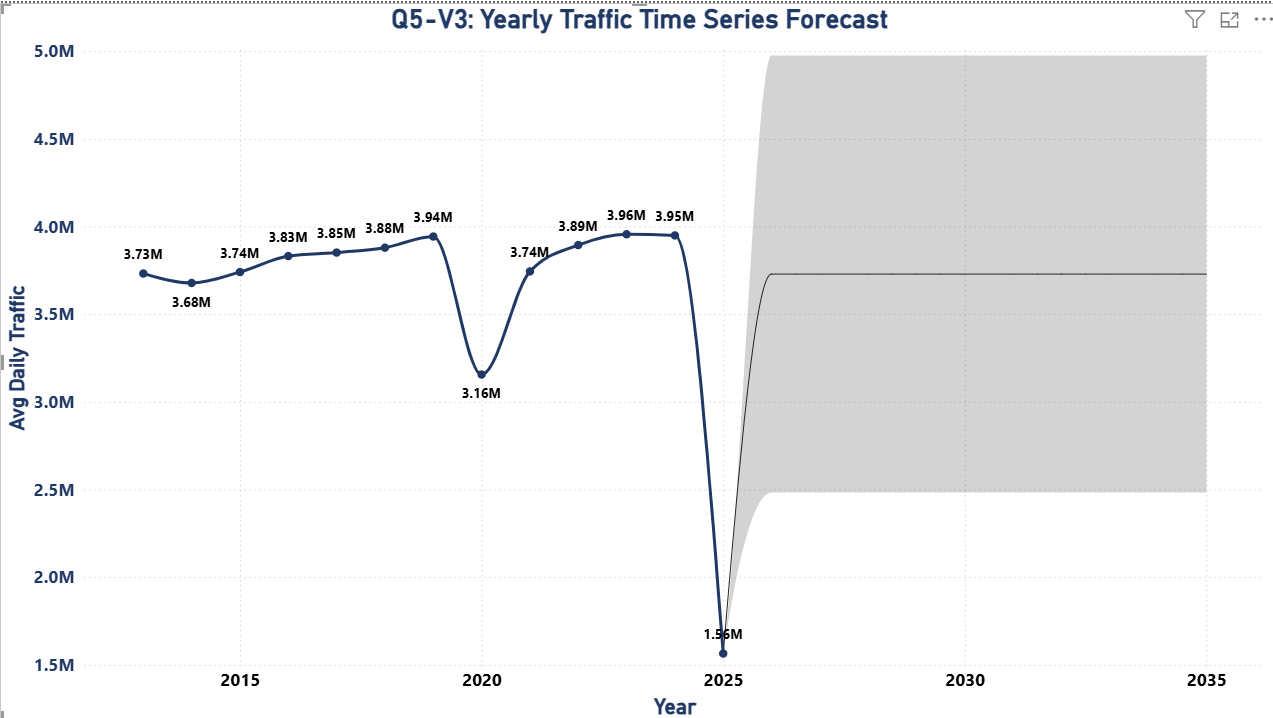 Q5-V3: Yearly Traffic Time Series Forecast
5.0M
4.5M
4.0M
3.5M
3.0M
2.5M
2.0M
1.5M
Avg Daily Traffic
3.73M
3.68M
3.74M
3.83M
3.85M
3.88M
3.94M
3.16M
3.74M
3.89M
3.96M
3.95M
1.56M
2015
2020
2025
2030
2035
Year